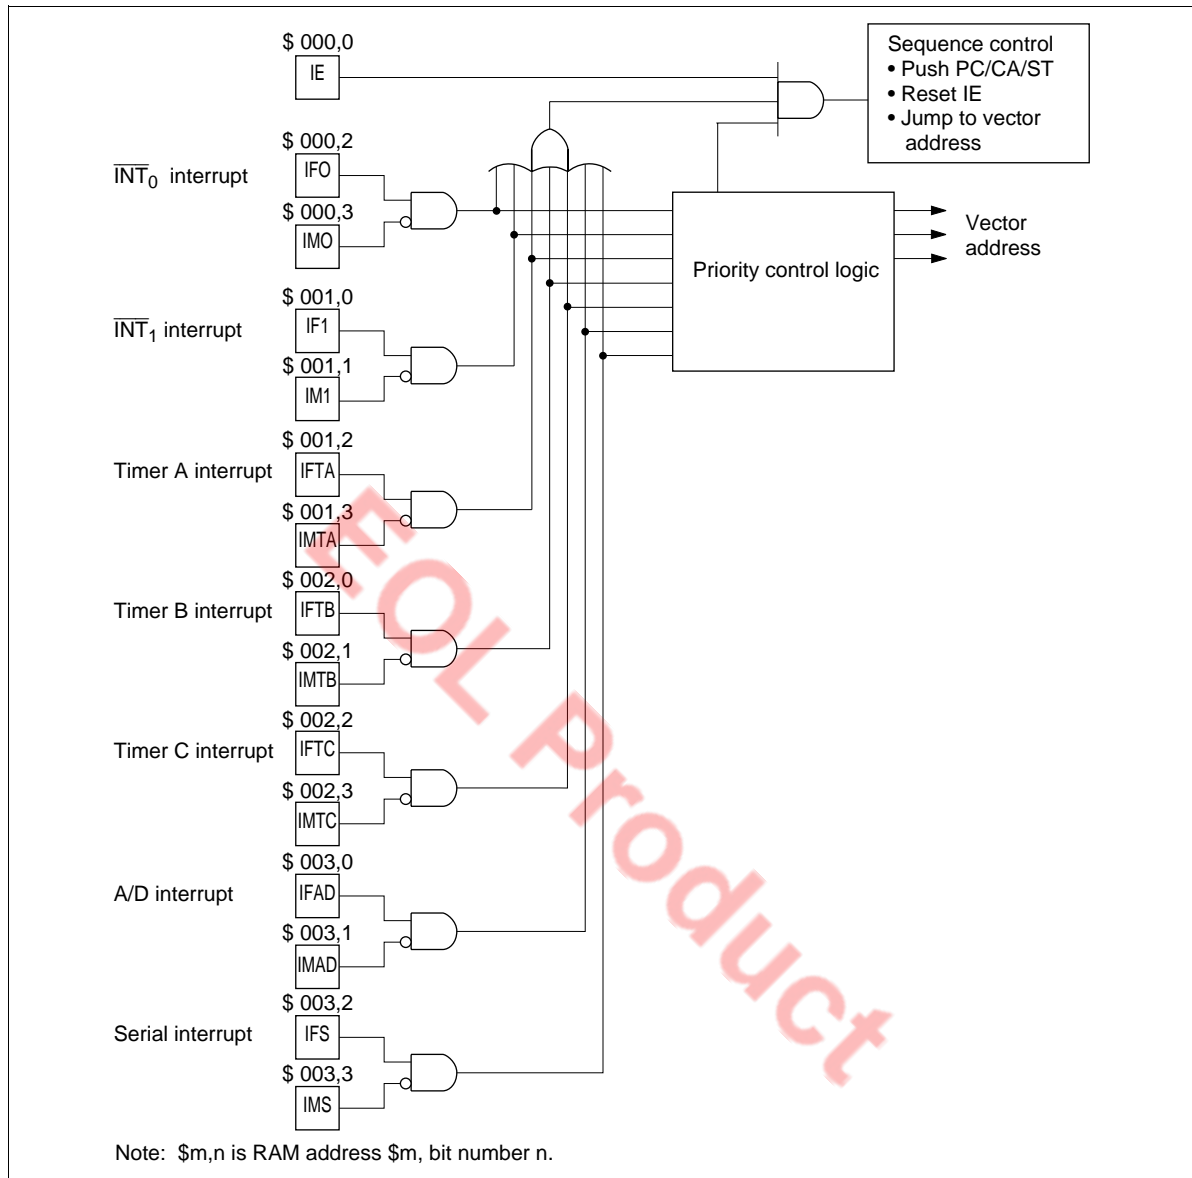 $ 000,0
IE
Sequence control
• Push PC/CA/ST
• Reset IE
• Jump to vector
address
$ 000,2
INT0 interrupt
IFO
$ 000,3
IMO
Priority control logic
Vector
address
$ 001,0
INT1 interrupt
IF1
$ 001,1
IM1
$ 001,2
Timer A interrupt
IFTA
$ 001,3
IMTA
$ 002,0
Timer B interrupt
IFTB
$ 002,1
IMTB
$ 002,2
Timer C interrupt
IFTC
$ 002,3
IMTC
$ 003,0
A/D interrupt
IFAD
$ 003,1
IMAD
$ 003,2
Serial interrupt
IFS
$ 003,3
IMS
Note: $m,n is RAM address $m, bit number n.
EOL Product